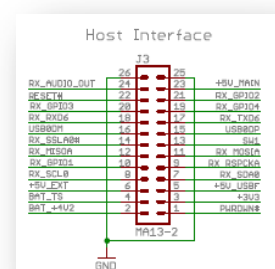 Host Interface
J3
26 25
RX_AUDIO_OUT 24 23 +5V_MAIN
RESET# 22 21 RX_GPIO2
RX_GPIO3 20 19 RX_GPIO4
RX_RXD6 18 17 RX_TXD6
USB0DM 16 15 USB0DP
RX_SSLA0# 14 13 SW1
RX_MISOA 12 11 RX_MOSIA
RX_GPIO1 10 9 RX_RSPCKA
RX_SCL0 8 7 RX_SDA0
+5V_EXT 6 5 +5V_USBF
BAT_TS 4 3 +3V3
BAT_+4V2 2 1 PWRDWN#
MA13-2
GND